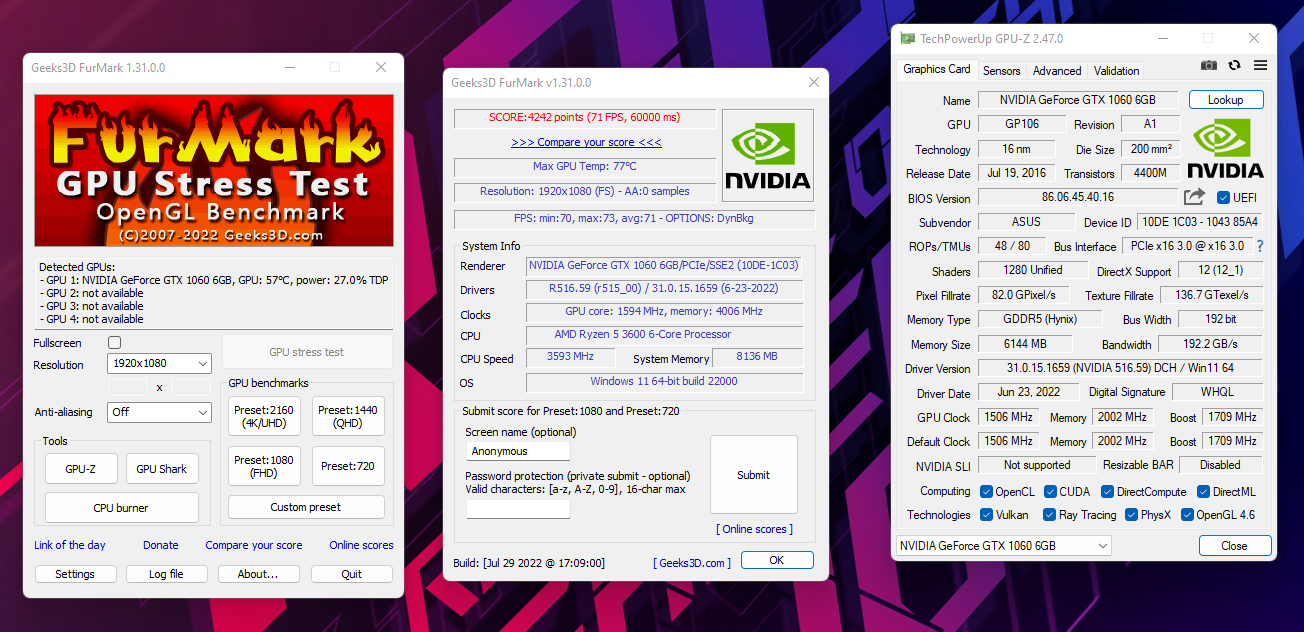 Geeks3D FurMark 1.31.0.0
FurMark
GPU Stress Test
OpenGL Benchmark
(C)2007-2022 Geeks3D.com
Detected GPUs:
- GPU 1: NVIDIA GeForce GTX 1060 6GB, GPU: 57°C, power: 27.0% TDP
- GPU 2: not available
- GPU 3: not available
- GPU 4: not available
Fullscreen
Resolution 1920x1080
x
Anti-aliasing Off
GPU stress test
GPU benchmarks
Preset:2160
(4K/UHD)
Preset:1440
(QHD)
Preset:1080
(FHD)
Preset:720
Custom preset
Tools
GPU-Z
GPU Shark
CPU burner
Link of the day Donate Compare your score Online scores
Settings Log file About... Quit
Geeks3D FurMark v1.31.0.0
SCORE:4242 points (71 FPS, 60000 ms)
>>> Compare your score <<<
Max GPU Temp: 77°C
Resolution: 1920x1080 (FS) - AA:0 samples
NVIDIA
FPS: min:70, max:73, avg:71 - OPTIONS: DynBkg
System Info
Renderer NVIDIA GeForce GTX 1060 6GB/PCIe/SSE2 (10DE-1C03)
Drivers R516.59 (r515_00) / 31.0.15.1659 (6-23-2022)
Clocks GPU core: 1594 MHz, memory: 4006 MHz
CPU AMD Ryzen 5 3600 6-Core Processor
CPU Speed 3593 MHz System Memory 8136 MB
OS Windows 11 64-bit build 22000
Submit score for Preset:1080 and Preset:720
Screen name (optional)
Anonymous
Password protection (private submit - optional)
Valid characters: [a-z, A-Z, 0-9], 16-char max
Submit
[ Online scores ]
Build: [Jul 29 2022 @ 17:09:00] [ Geeks3D.com ] OK
TechPowerUp GPU-Z 2.47.0
Graphics Card Sensors Advanced Validation
Name NVIDIA GeForce GTX 1060 6GB Lookup
GPU GP106 Revision A1
Technology 16 nm Die Size 200 mm²
Release Date Jul 19, 2016 Transistors 4400M
NVIDIA
BIOS Version 86.06.45.40.16 UEFI
Subvendor ASUS Device ID 10DE 1C03 - 1043 85A4
ROPs/TMUs 48 / 80 Bus Interface PCIe x16 3.0 @ x16 3.0 ?
Shaders 1280 Unified DirectX Support 12 (12_1)
Pixel Fillrate 82.0 GPixel/s Texture Fillrate 136.7 GTexel/s
Memory Type GDDR5 (Hynix) Bus Width 192 bit
Memory Size 6144 MB Bandwidth 192.2 GB/s
Driver Version 31.0.15.1659 (NVIDIA 516.59) DCH / Win11 64
Driver Date Jun 23, 2022 Digital Signature WHQL
GPU Clock 1506 MHz Memory 2002 MHz Boost 1709 MHz
Default Clock 1506 MHz Memory 2002 MHz Boost 1709 MHz
NVIDIA SLI Not supported Resizable BAR Disabled
Computing OpenCL CUDA DirectCompute DirectML
Technologies Vulkan Ray Tracing PhysX OpenGL 4.6
NVIDIA GeForce GTX 1060 6GB Close